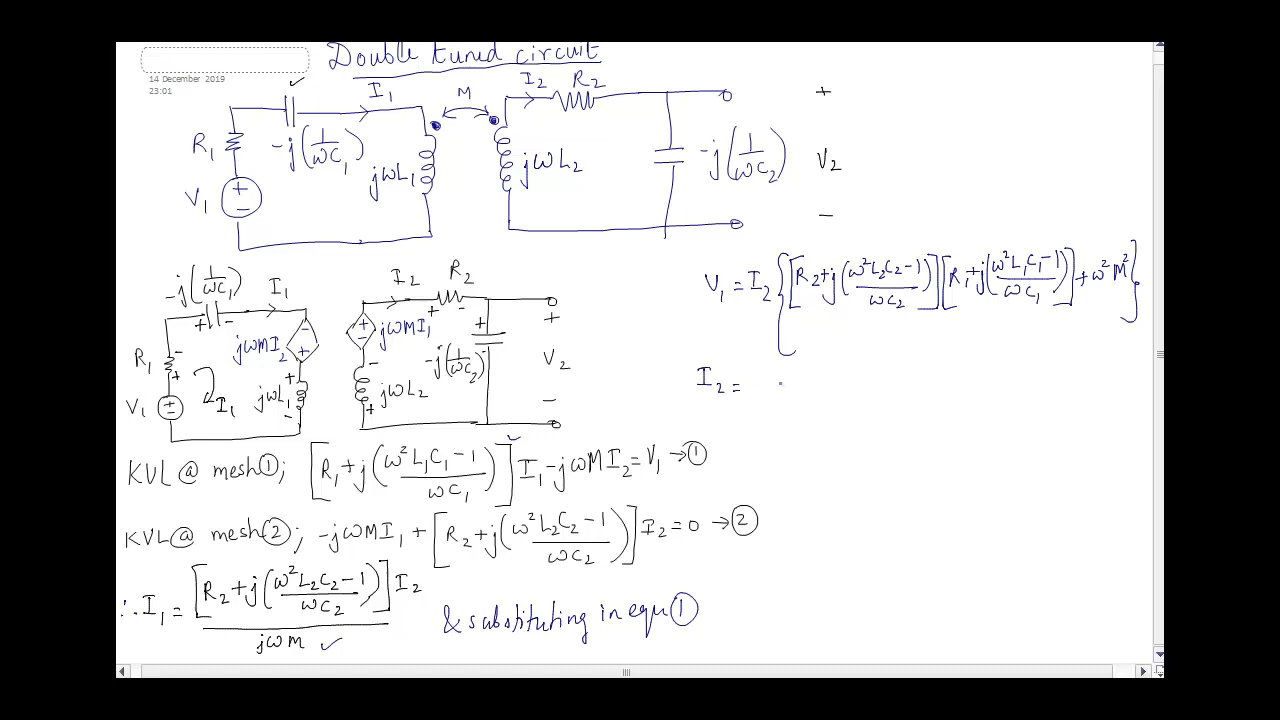 Double tuned circuit
14 December 2019
23:01
I₁ M I₂ R₂ +
R₁ -j(1/ωC₁) jωL₁ jωL₂ -j(1/ωC₂) V₂
V₁ + − −
V₁ = I₂ {[R₂+j(ω²L₂C₂-1/ωC₂)][R₁+j(ω²L₁C₁-1/ωC₁)]+ω²M²}
-j(1/ωC₁) I₁ I₂ R₂
+ − + − +
R₁ − + jωMI₂ − + + − jωMI₁ + − -j(1/ωC₂) V₂
V₁ + − I₁ jωL₁ + − jωL₂ − + −
I₂ =
KVL @ mesh①; [R₁+j(ω²L₁C₁-1/ωC₁)]I₁-jωMI₂=V₁ →①
KVL@ mesh②; -jωMI₁+[R₂+j(ω²L₂C₂-1/ωC₂)]I₂=0 →②
∴I₁=[R₂+j(ω²L₂C₂-1/ωC₂)]I₂/jωM ✓
& substituting in equ①